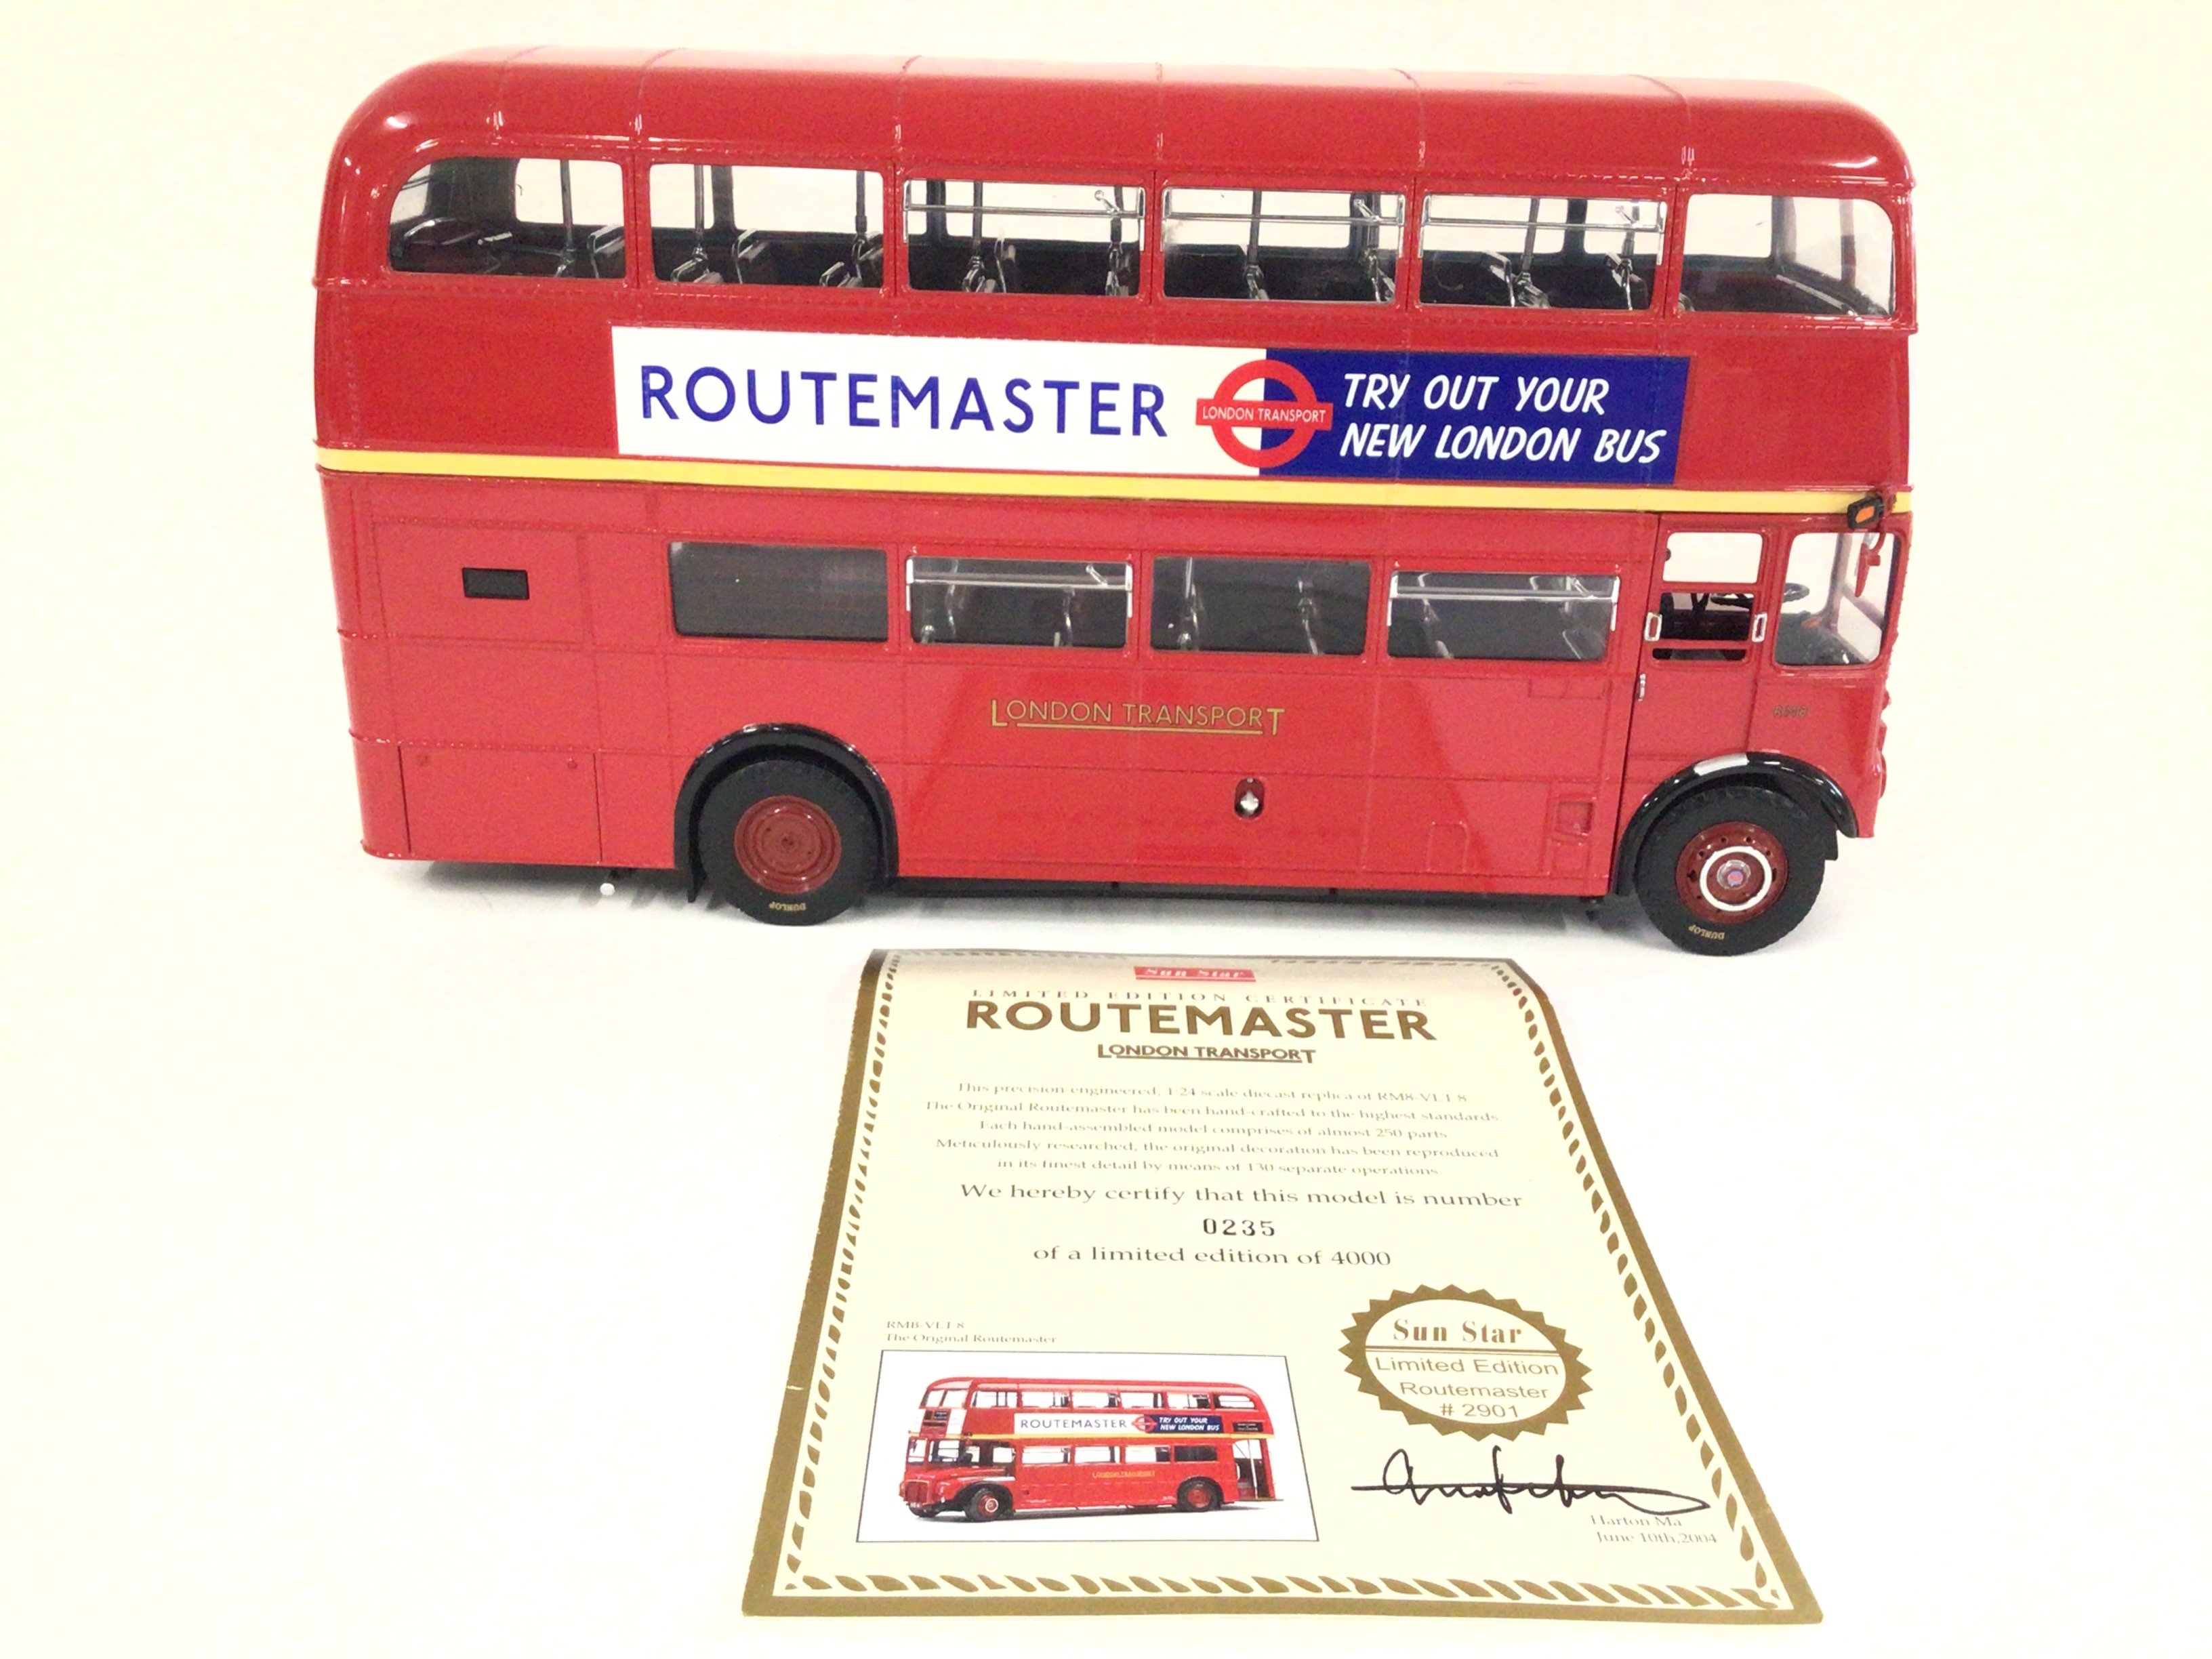 ROUTEMASTER
LONDON TRANSPORT
TRY OUT YOUR
NEW LONDON BUS
LONDON TRANSPORT
DUNLOP
DUNLOP
Sun Star
LIMITED EDITION CERTIFICATE
ROUTEMASTER
LONDON TRANSPORT
This precision-engineered, 1:24 scale diecast replica of RM8-VLT 8
The Original Routemaster has been hand-crafted to the highest standards.
Each hand-assembled model comprises of almost 250 parts.
Meticulously researched, the original decoration has been reproduced
in its finest detail by means of 130 separate operations.
We hereby certify that this model is number
0235
of a limited edition of 4000
RM8-VLT 8
The Original Routemaster
ROUTEMASTER
TRY OUT YOUR
NEW LONDON BUS
LONDON TRANSPORT
Sun Star
Limited Edition
Routemaster
# 2901
Harton Ma
June 10th,2004